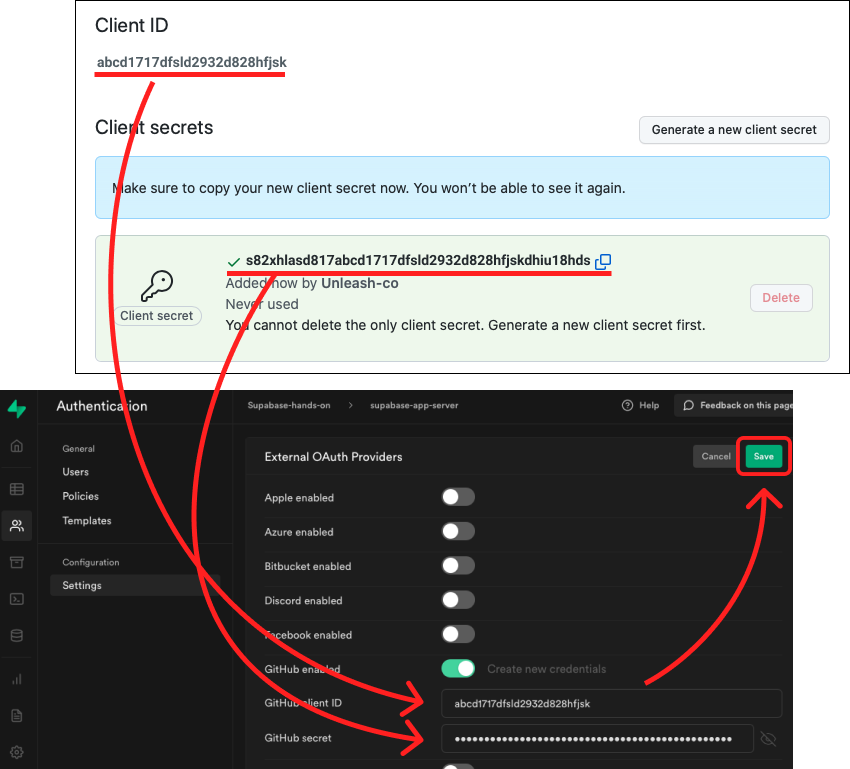 Client ID
abcd1717dfsld2932d828hfjsk
Client secrets
Generate a new client secret
Make sure to copy your new client secret now. You won't be able to see it again.
s82xhlasd817abcd1717dfsld2932d828hfjskdhiu18hds
Added now by Unleash-co
Never used
You cannot delete the only client secret. Generate a new client secret first.
Client secret
Delete
Authentication
Supabase-hands-on > supabase-app-server
Help
Feedback on this page
General
Users
Policies
Templates
Configuration
Settings
External OAuth Providers
Cancel
Save
Apple enabled
Azure enabled
Bitbucket enabled
Discord enabled
Facebook enabled
GitHub enabled
Create new credentials
GitHub client ID
abcd1717dfsld2932d828hfjsk
GitHub secret